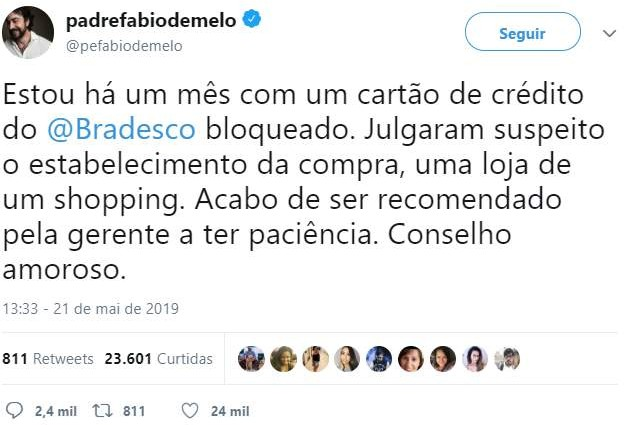 padrefabiodemelo
@pefabiodemelo
Seguir
Estou há um mês com um cartão de crédito
do @Bradesco bloqueado. Julgaram suspeito
o estabelecimento da compra, uma loja de
um shopping. Acabo de ser recomendado
pela gerente a ter paciência. Conselho
amoroso.
13:33 - 21 de mai de 2019
811 Retweets 23.601 Curtidas
2,4 mil 811 24 mil